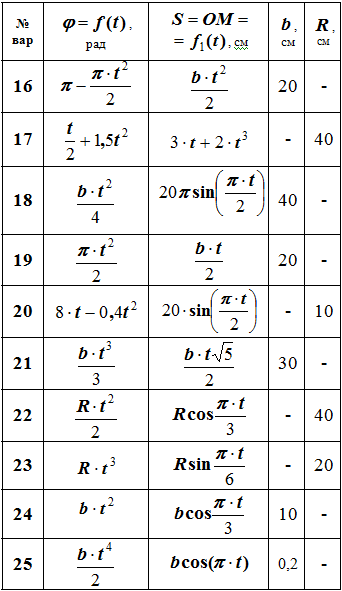 № вар | φ = f(t), рад | S = OM = = f₁(t), см | b, см | R, см
16 | π − π·t²/2 | b·t²/2 | 20 | -
17 | t/2 + 1,5t² | 3·t + 2·t³ | - | 40
18 | b·t²/4 | 20π sin(π·t/2) | 40 | -
19 | π·t²/2 | b·t/2 | 20 | -
20 | 8·t − 0,4t² | 20·sin(π·t/2) | - | 10
21 | b·t³/3 | b·t√5/2 | 30 | -
22 | R·t²/2 | R cos π·t/3 | - | 40
23 | R·t³ | R sin π·t/6 | - | 20
24 | b·t² | b cos π·t/3 | 10 | -
25 | b·t⁴/2 | b cos(π·t) | 0,2 | -